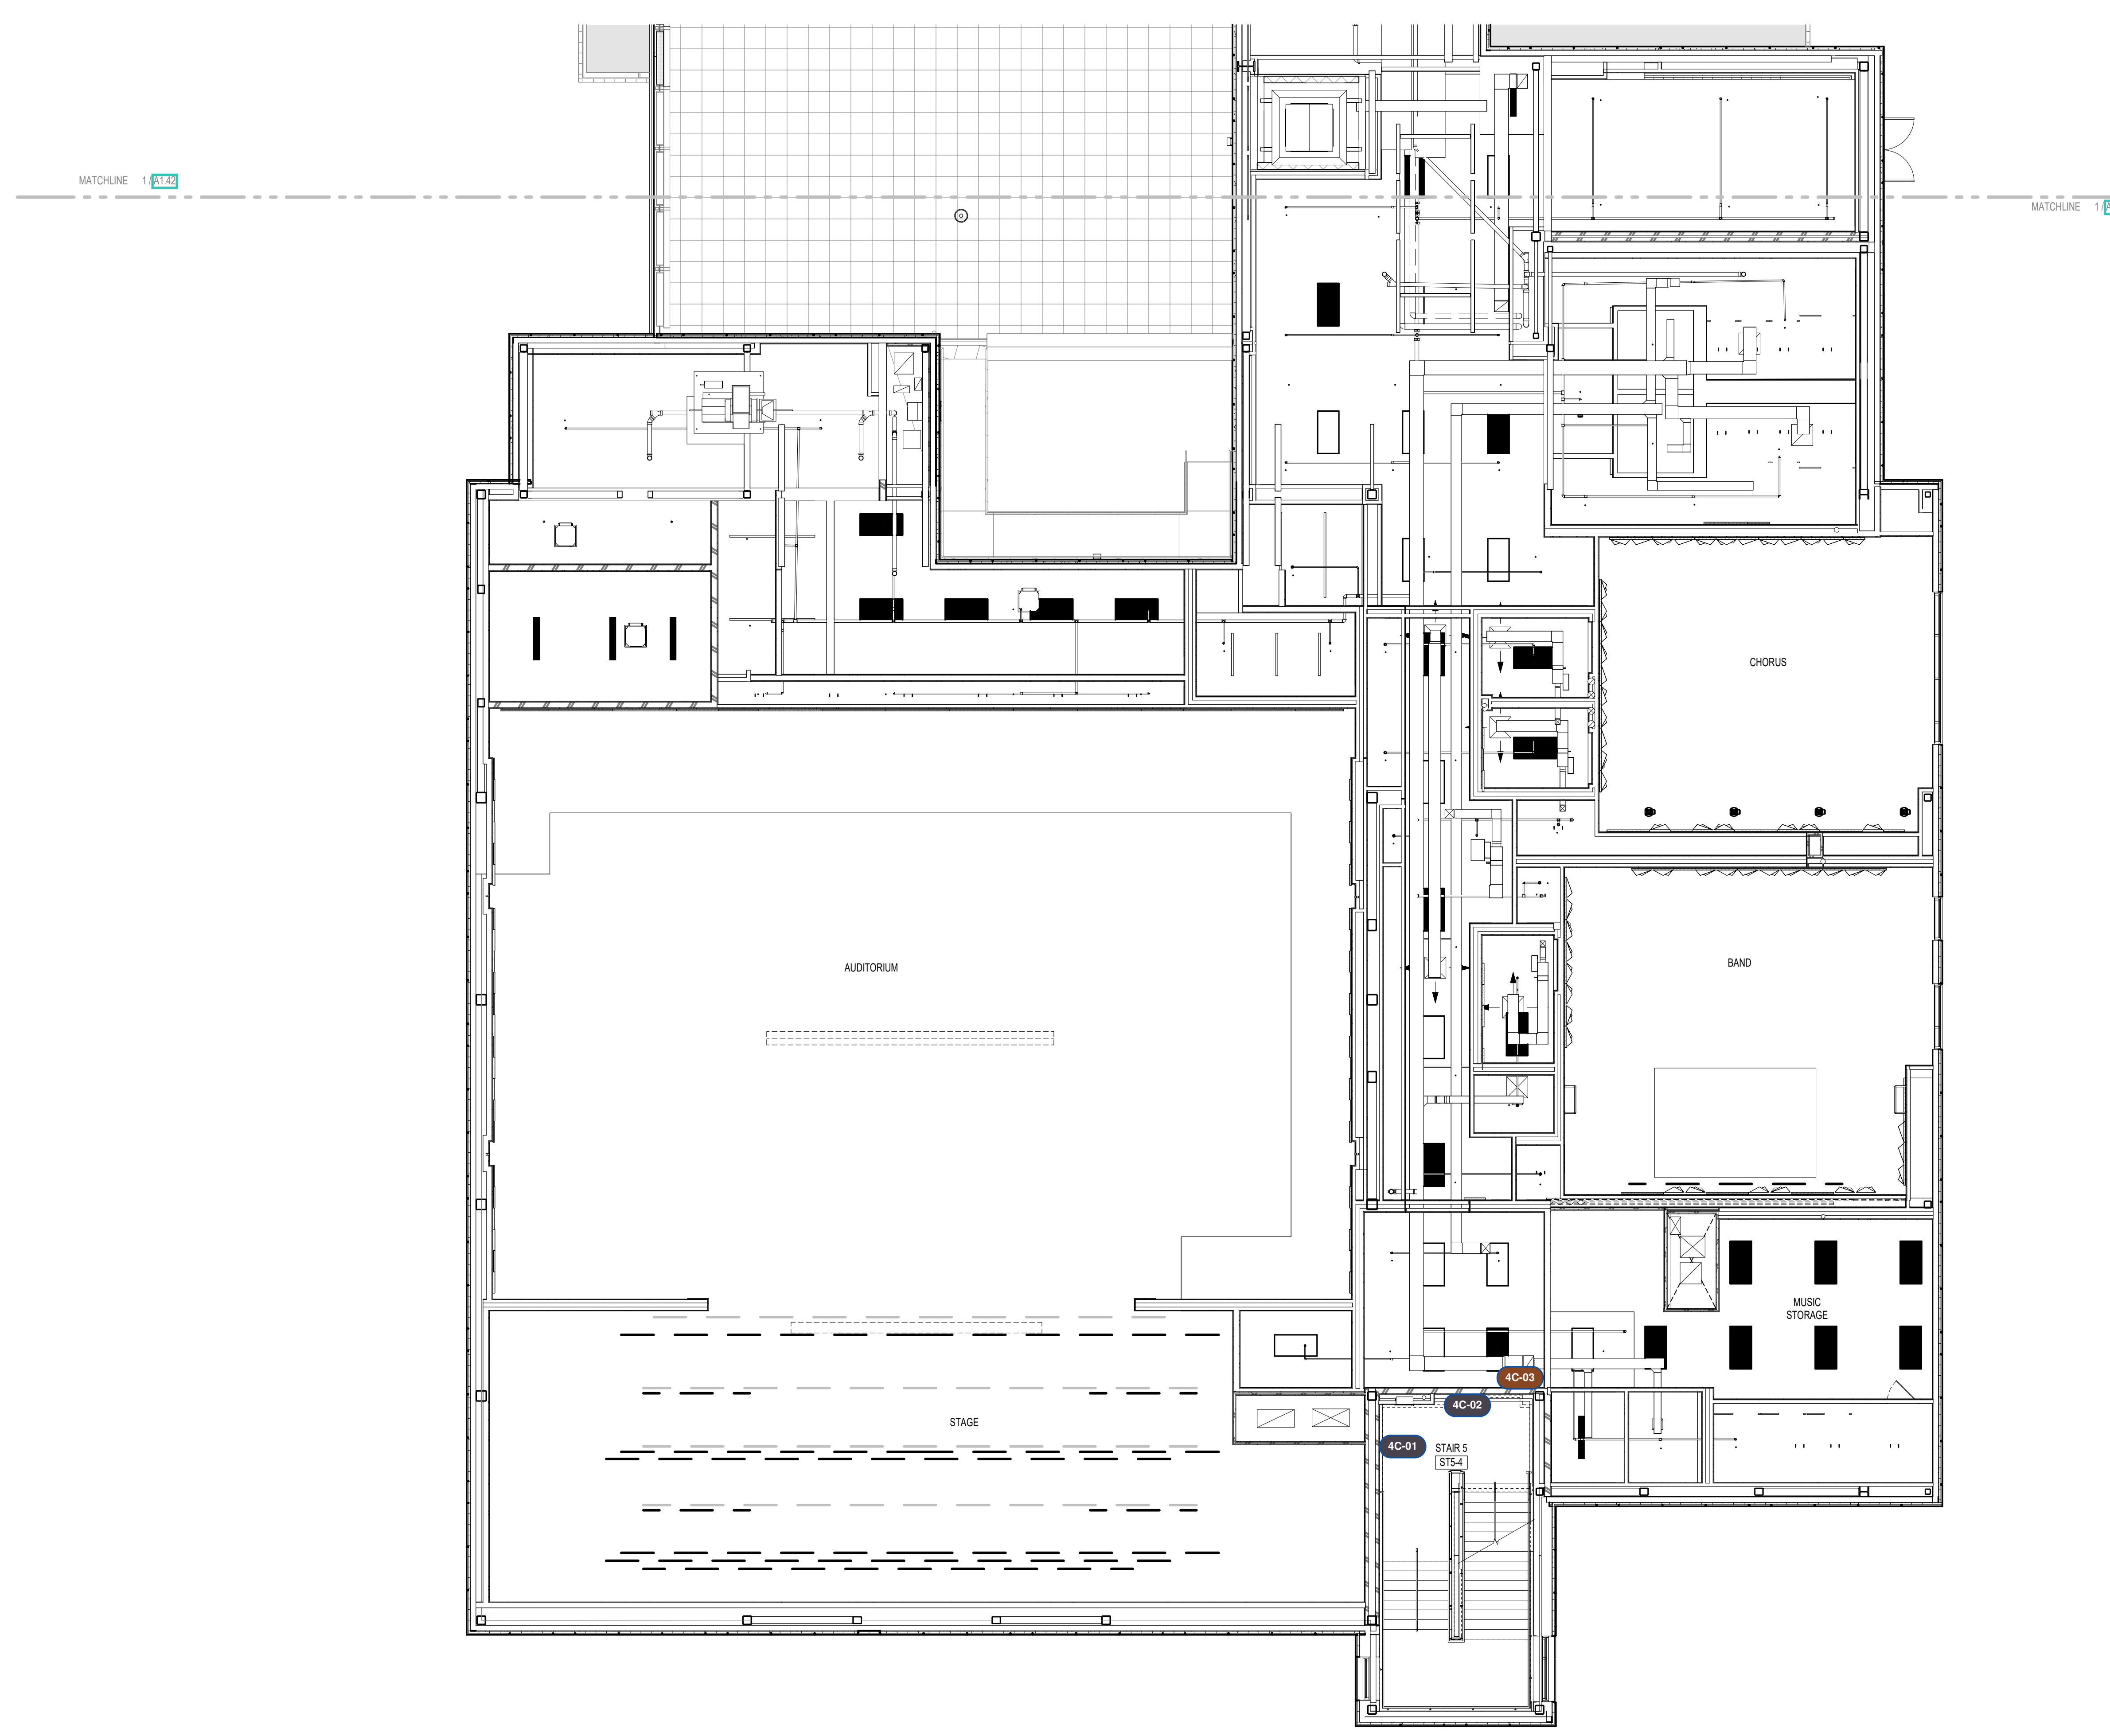 MATCHLINE 1 / A1.42
MATCHLINE 1 /
CHORUS
AUDITORIUM
BAND
MUSIC
STORAGE
4C-03
4C-02
STAGE
4C-01
STAIR 5
ST5-4